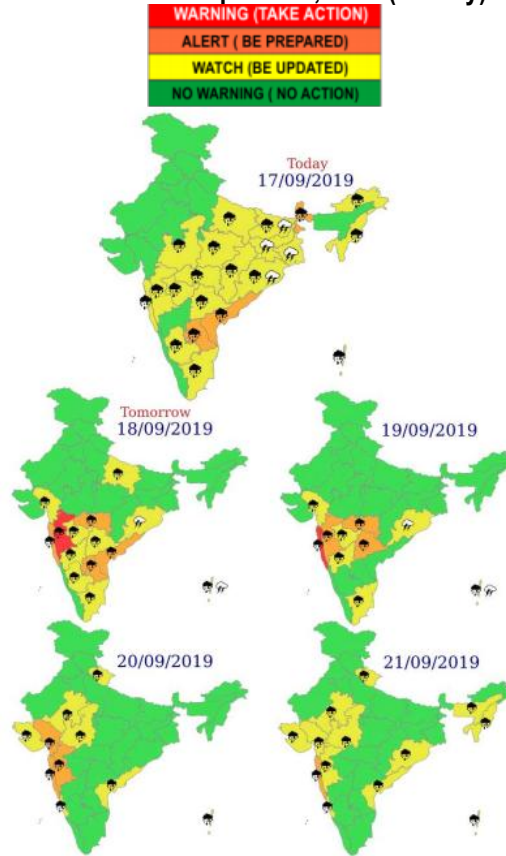 WARNING (TAKE ACTION)
ALERT ( BE PREPARED)
WATCH (BE UPDATED)
NO WARNING ( NO ACTION)
Today
17/09/2019
Tomorrow
18/09/2019
19/09/2019
20/09/2019
21/09/2019